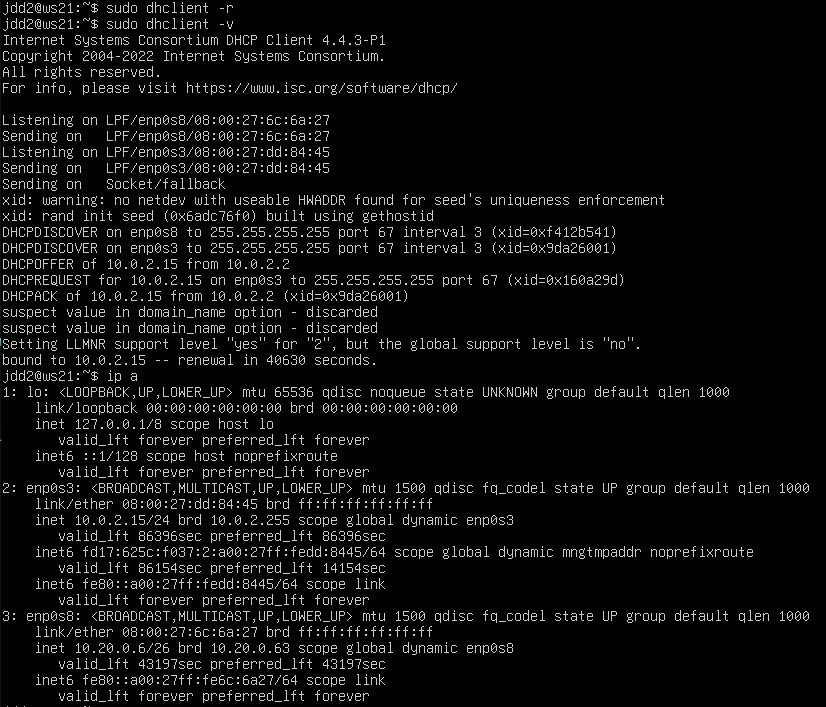 jdd2@ws21:~$ sudo dhclient -r
jdd2@ws21:~$ sudo dhclient -v
Internet Systems Consortium DHCP Client 4.4.3-P1
Copyright 2004-2022 Internet Systems Consortium.
All rights reserved.
For info, please visit https://www.isc.org/software/dhcp/

Listening on LPF/enp0s8/08:00:27:6c:6a:27
Sending on   LPF/enp0s8/08:00:27:6c:6a:27
Listening on LPF/enp0s3/08:00:27:dd:84:45
Sending on   LPF/enp0s3/08:00:27:dd:84:45
Sending on   Socket/fallback
xid: warning: no netdev with useable HWADDR found for seed's uniqueness enforcement
xid: rand init seed (0x6adc76f0) built using gethostid
DHCPDISCOVER on enp0s8 to 255.255.255.255 port 67 interval 3 (xid=0xf412b541)
DHCPDISCOVER on enp0s3 to 255.255.255.255 port 67 interval 3 (xid=0x9da26001)
DHCPOFFER of 10.0.2.15 from 10.0.2.2
DHCPREQUEST for 10.0.2.15 on enp0s3 to 255.255.255.255 port 67 (xid=0x160a29d)
DHCPACK of 10.0.2.15 from 10.0.2.2 (xid=0x9da26001)
suspect value in domain_name option - discarded
suspect value in domain_name option - discarded
Setting LLMNR support level "yes" for "2", but the global support level is "no".
bound to 10.0.2.15 -- renewal in 40630 seconds.
jdd2@ws21:~$ ip a
1: lo: <LOOPBACK,UP,LOWER_UP> mtu 65536 qdisc noqueue state UNKNOWN group default qlen 1000
    link/loopback 00:00:00:00:00:00 brd 00:00:00:00:00:00
    inet 127.0.0.1/8 scope host lo
       valid_lft forever preferred_lft forever
    inet6 ::1/128 scope host noprefixroute
       valid_lft forever preferred_lft forever
2: enp0s3: <BROADCAST,MULTICAST,UP,LOWER_UP> mtu 1500 qdisc fq_codel state UP group default qlen 1000
    link/ether 08:00:27:dd:84:45 brd ff:ff:ff:ff:ff:ff
    inet 10.0.2.15/24 brd 10.0.2.255 scope global dynamic enp0s3
       valid_lft 86396sec preferred_lft 86396sec
    inet6 fd17:625c:f037:2:a00:27ff:fedd:8445/64 scope global dynamic mngtmpaddr noprefixroute
       valid_lft 86154sec preferred_lft 14154sec
    inet6 fe80::a00:27ff:fedd:8445/64 scope link
       valid_lft forever preferred_lft forever
3: enp0s8: <BROADCAST,MULTICAST,UP,LOWER_UP> mtu 1500 qdisc fq_codel state UP group default qlen 1000
    link/ether 08:00:27:6c:6a:27 brd ff:ff:ff:ff:ff:ff
    inet 10.20.0.6/26 brd 10.20.0.63 scope global dynamic enp0s8
       valid_lft 43197sec preferred_lft 43197sec
    inet6 fe80::a00:27ff:fe6c:6a27/64 scope link
       valid_lft forever preferred_lft forever